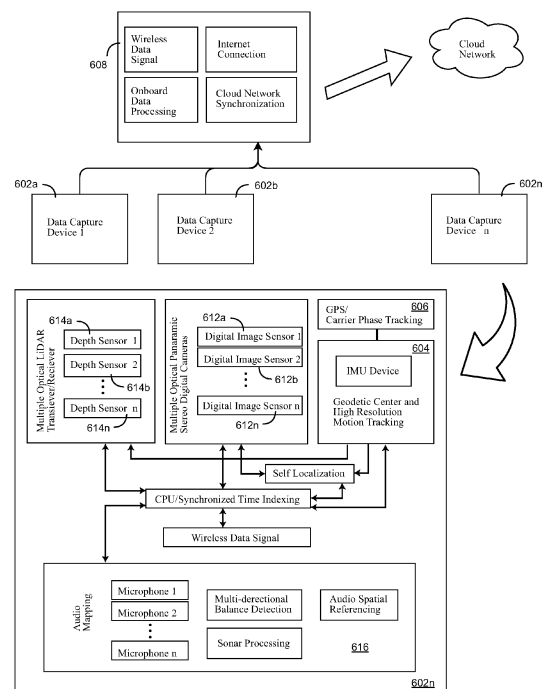 608
Wireless
Data
Signal
Internet
Connection
Onboard
Data
Processing
Cloud Network
Synchronization
Cloud
Network
602a
Data Capture
Device 1
602b
Data Capture
Device 2
602n
Data Capture
Device n
Multiple Optical LiDAR
Transiever/Reciever
614a
Depth Sensor 1
Depth Sensor 2
614b
Depth Sensor n
614n
Multiple Optical Panaramic
Stereo Digital Cameras
612a
Digital Image Sensor 1
Digital Image Sensor 2
612b
Digital Image Sensor n
612n
606
GPS/
Carrier Phase Tracking
604
IMU Device
Geodetic Center and
High Resolution
Motion Tracking
Self Localization
CPU/Synchronized Time Indexing
Wireless Data Signal
Audio
Mapping
Microphone 1
Microphone 2
Microphone n
Multi-derectional
Balance Detection
Audio Spatial
Referencing
Sonar Processing
616
602n